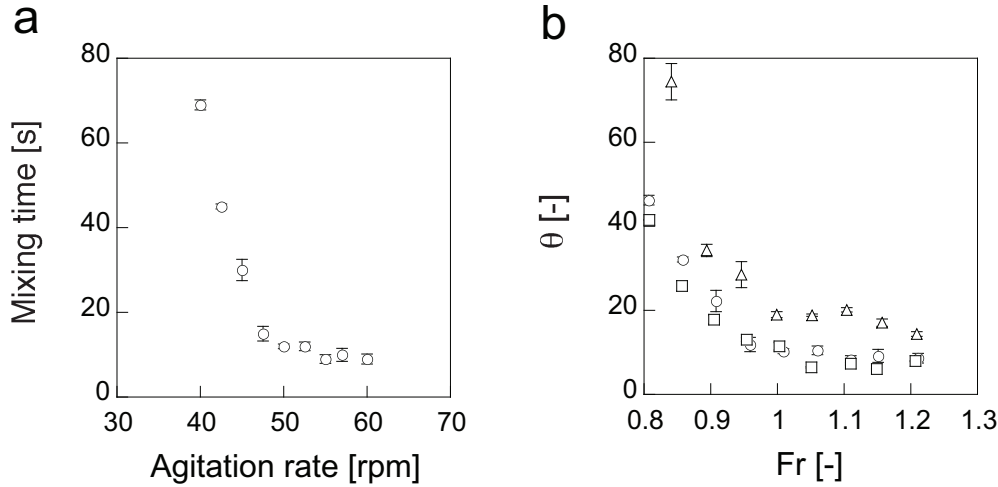 a
80
60
40
20
0
30 40 50 60 70
Mixing time [s]
Agitation rate [rpm]
b
80
60
40
20
0
0.8 0.9 1 1.1 1.2 1.3
θ [-]
Fr [-]